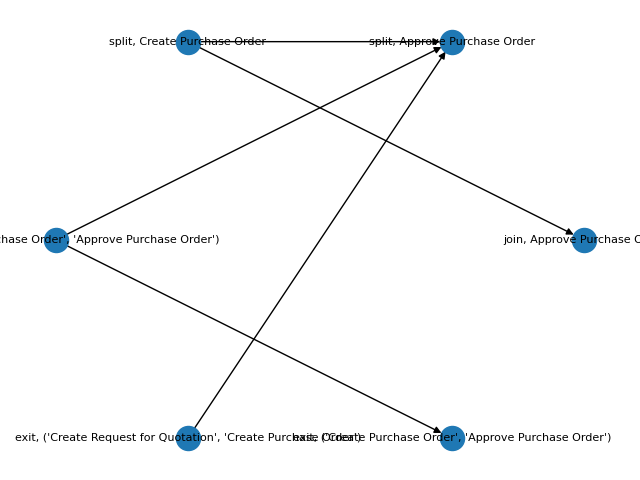 split, Create Purchase Order
split, Approve Purchase Order
Order', 'Approve Purchase Order')
join, Approve Purchase
exit, ('Create Request for Quotation', 'Create Purchase Order')
exit, ('Create Purchase Order', 'Approve Purchase Order')